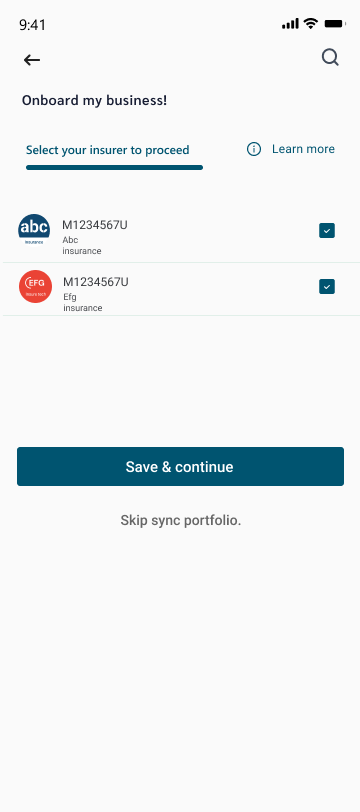 9:41
Onboard my business!
Select your insurer to proceed
Learn more
abc
insurance
M1234567U
Abc
insurance
EFG
M1234567U
Efg
insurance
Save & continue
Skip sync portfolio.